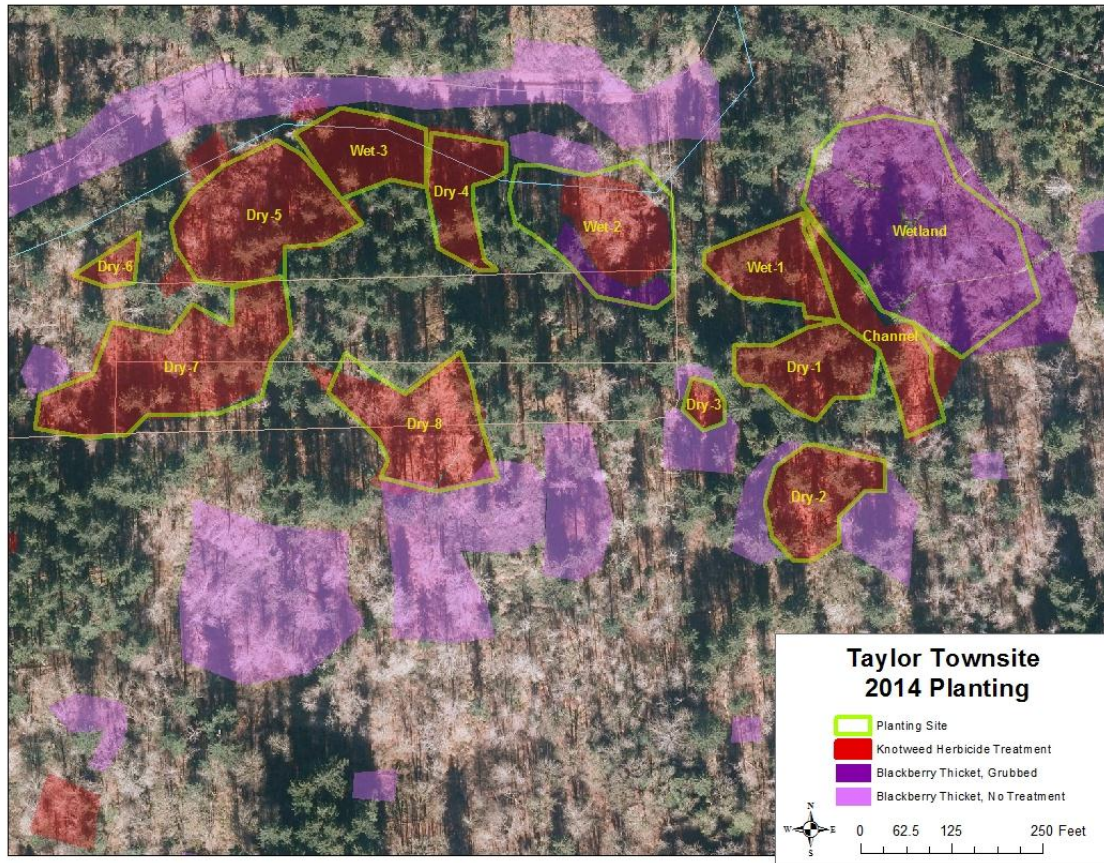 Wet-3
Dry-4
Dry-5
Wet-2
Wetland
Dry-6
Wet-1
Channel
Dry-7
Dry-1
Dry-3
Dry-8
Dry-2
Taylor Townsite
2014 Planting
Planting Site
Knotweed Herbicide Treatment
Blackberry Thicket, Grubbed
Blackberry Thicket, No Treatment
N
W E
S
0 62.5 125 250 Feet